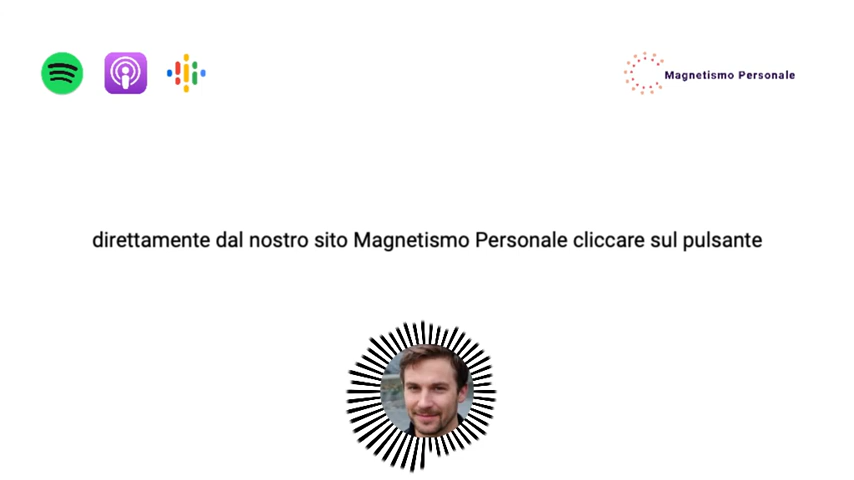 Magnetismo Personale
direttamente dal nostro sito Magnetismo Personale cliccare sul pulsante